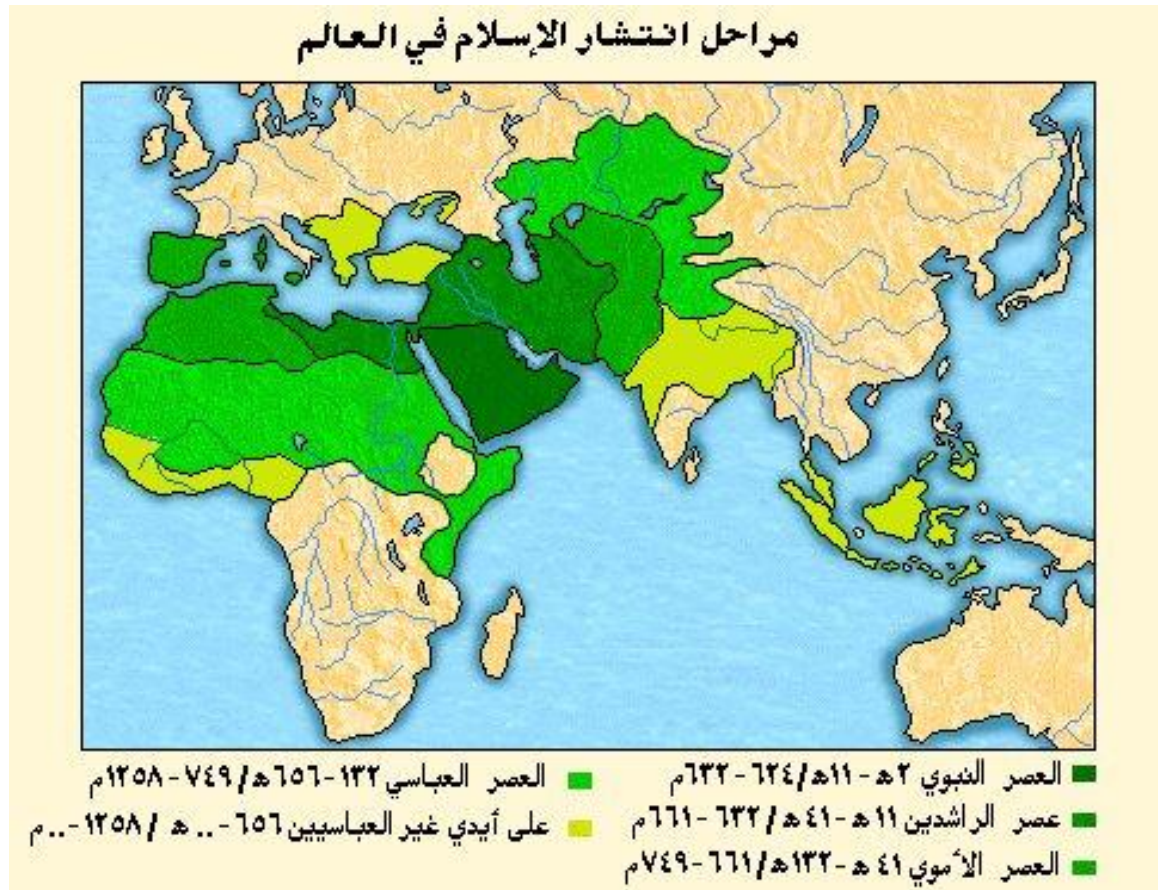 مراحل انتشار الإسلام في العالم
العصر النبوي ٢هـ - ١١هـ/٦٢٤ - ٦٣٢م
عصر الراشدين ١١هـ - ٤١هـ/٦٣٢ - ٦٦١م
العصر الأموي ٤١هـ - ١٣٢هـ/٦٦١ - ٧٤٩م
العصر العباسي ١٣٢ - ٦٥٦هـ/٧٤٩ - ١٢٥٨م
على أيدي غير العباسيين ٦٥٦ - .. هـ / ١٢٥٨ - .. م